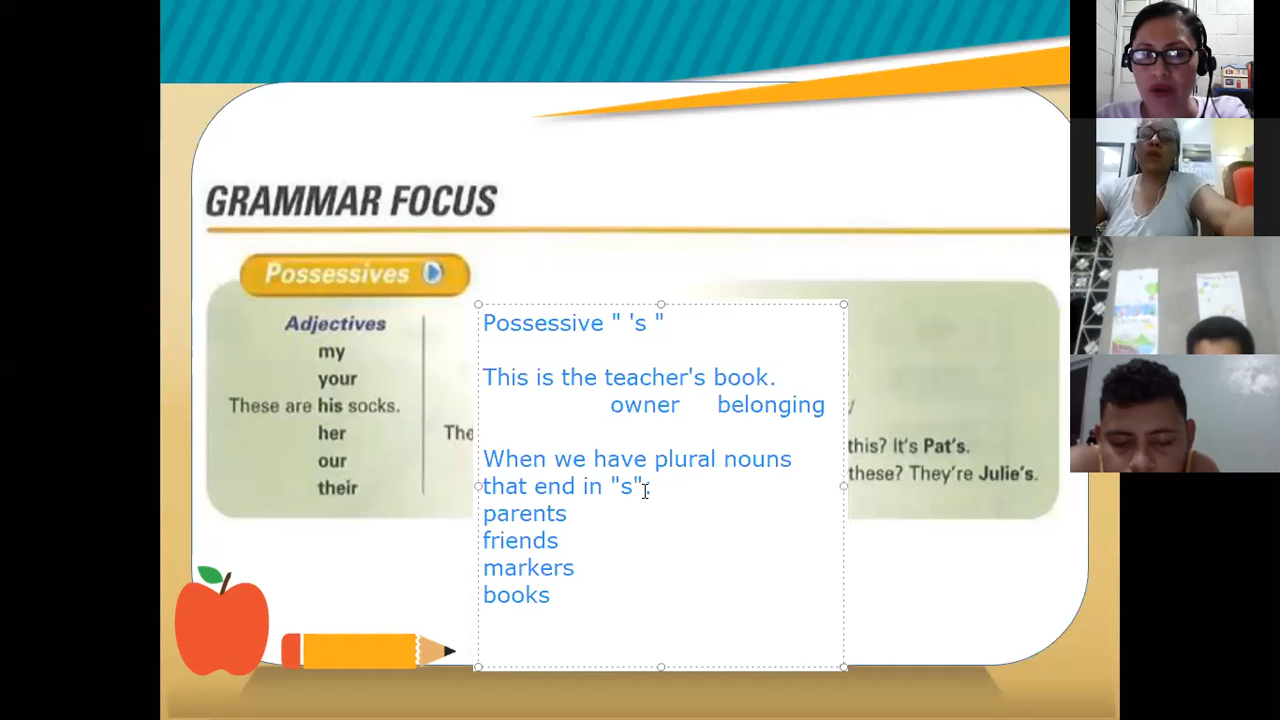 GRAMMAR FOCUS
Possessives
Adjectives
my
your
These are his socks.
her
our
their
The
Possessive " 's "
This is the teacher's book.
owner belonging
When we have plural nouns
that end in "s":
parents
friends
markers
books
this? It's Pat's.
these? They're Julie's.